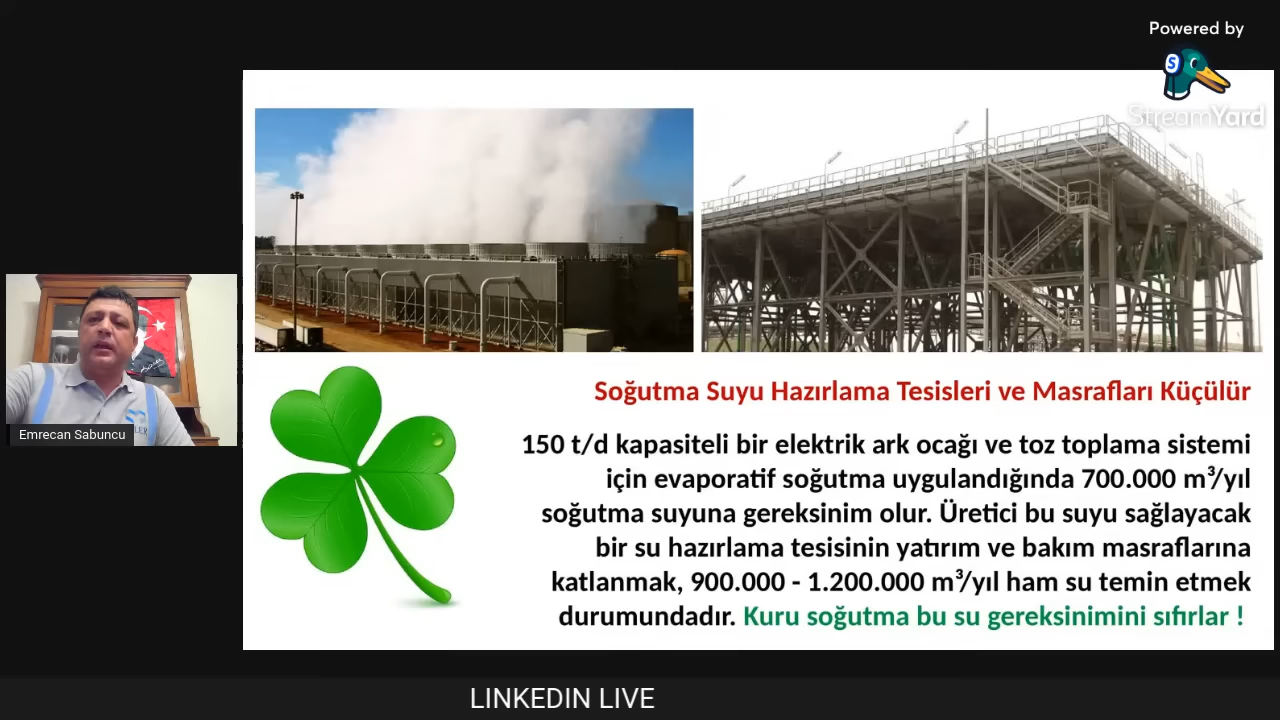 Powered by
S
StreamYard
Soğutma Suyu Hazırlama Tesisleri ve Masrafları Küçülür
150 t/d kapasiteli bir elektrik ark ocağı ve toz toplama sistemi
için evaporatif soğutma uygulandığında 700.000 m³/yıl
soğutma suyuna gereksinim olur. Üretici bu suyu sağlayacak
bir su hazırlama tesisinin yatırım ve bakım masraflarına
katlanmak, 900.000 - 1.200.000 m³/yıl ham su temin etmek
durumundadır. Kuru soğutma bu su gereksinimini sıfırlar !
Emrecan Sabuncu
LINKEDIN LIVE